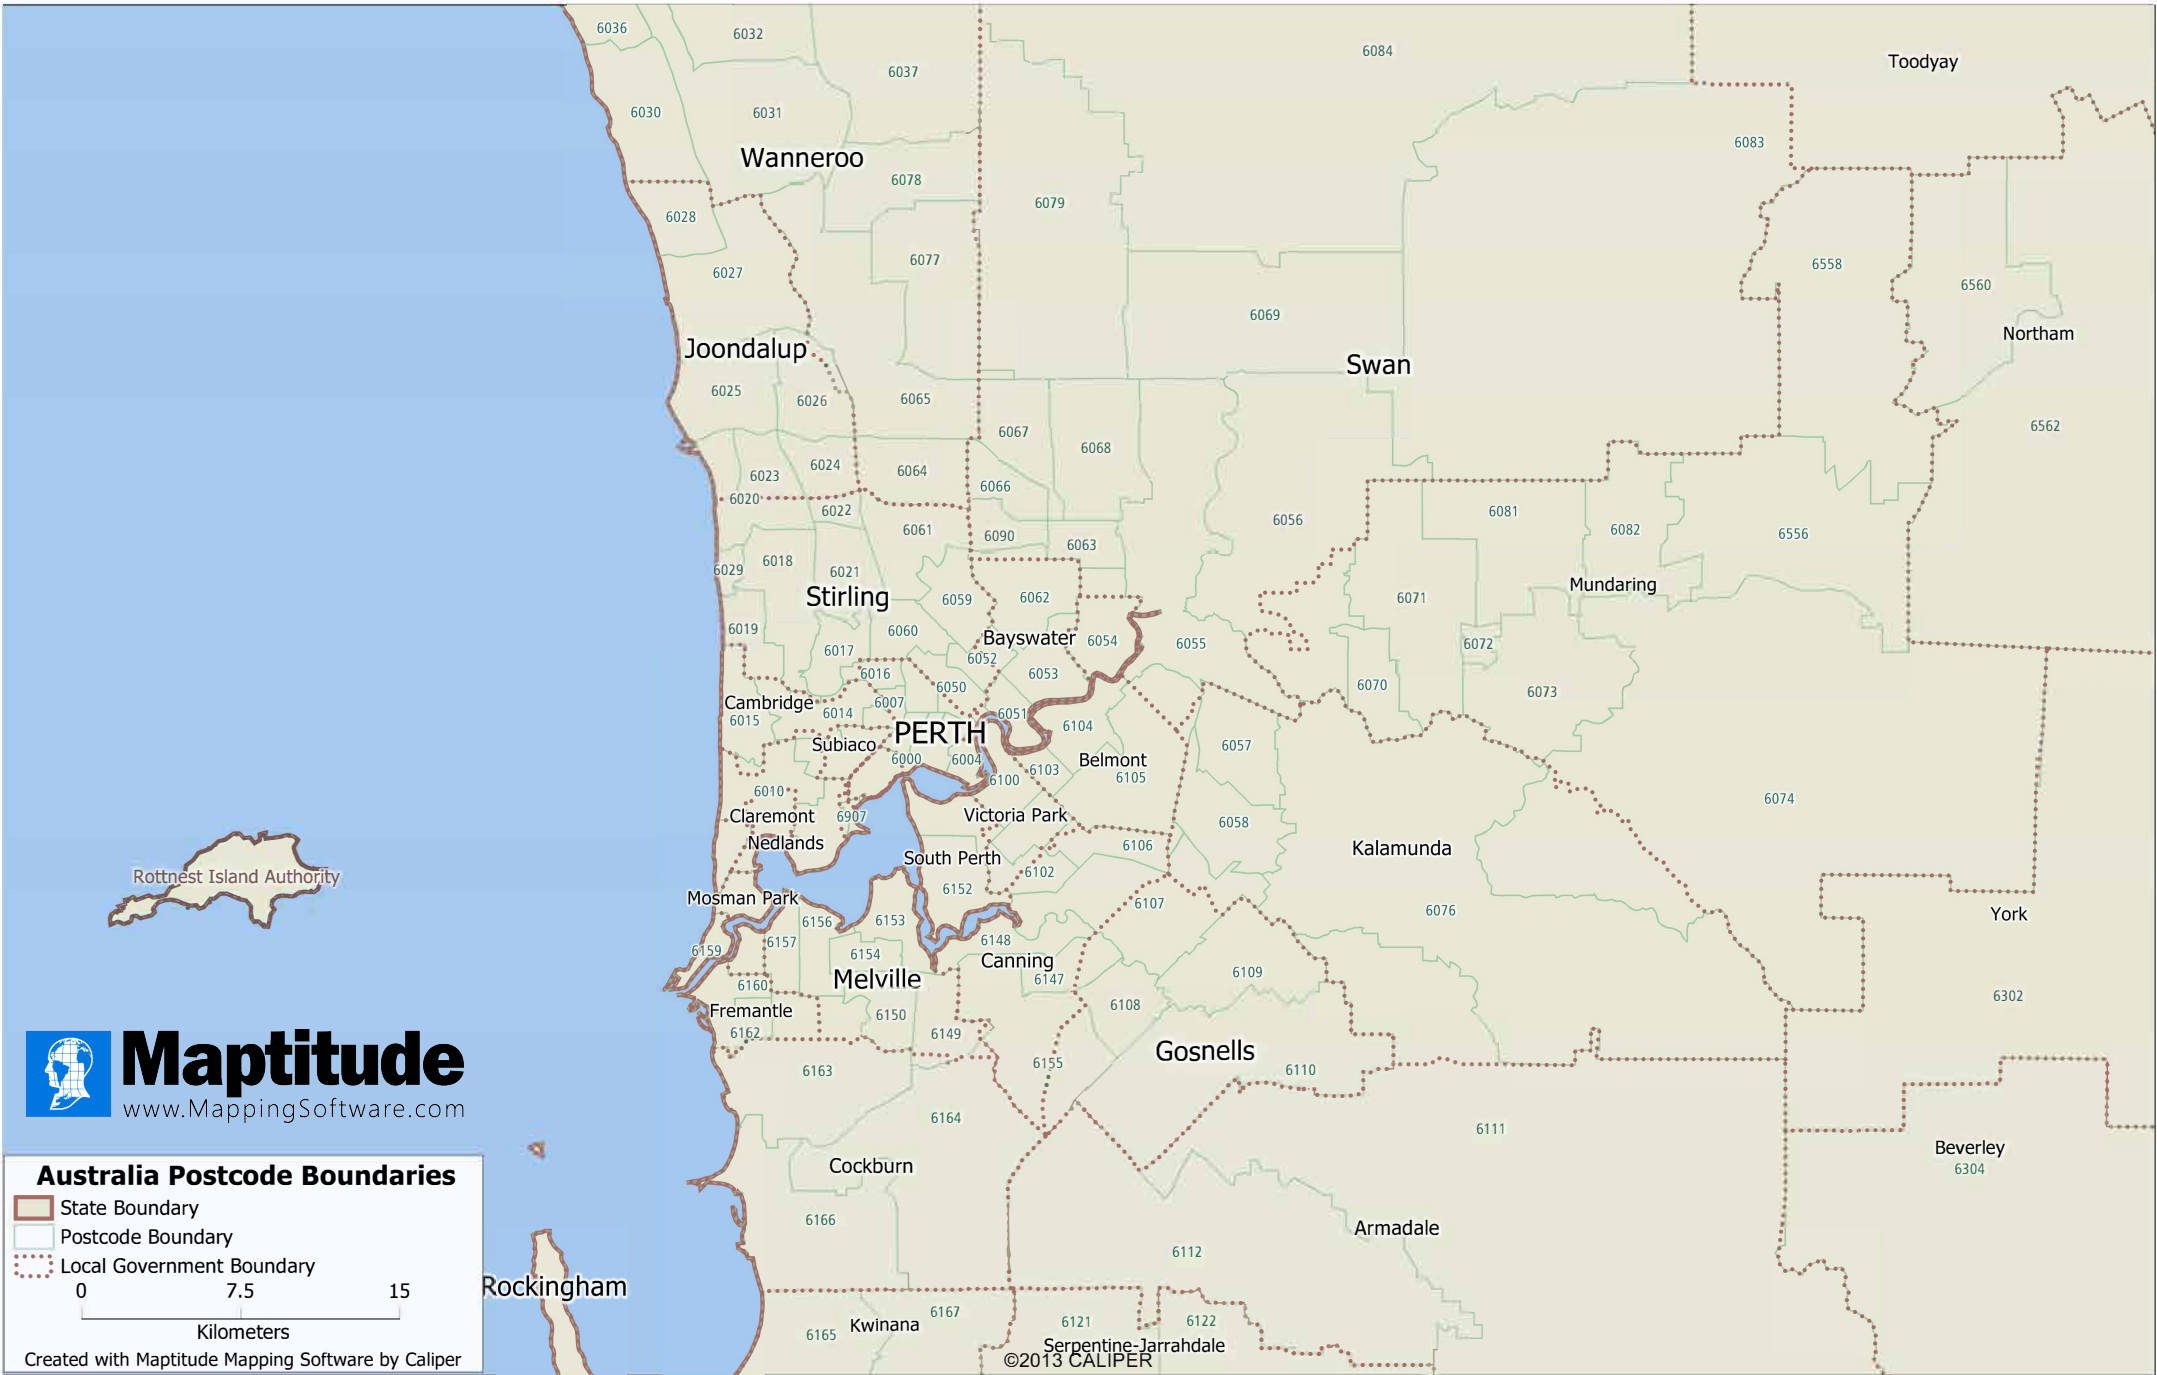 6036
6032
6084
Toodyay
6037
6030
6031
6083
Wanneroo
6078
6079
6028
6077
6558
6027
6560
6069
Northam
Joondalup
Swan
6025
6026
6065
6562
6067
6068
6023
6024
6064
6066
6020
6022
6081
6056
6061
6082
6090
6556
6063
6018
6029
6021
Mundaring
Stirling
6059
6062
6071
6019
6060
Bayswater
6054
6055
6072
6017
6052
6016
6053
6050
6070
6073
Cambridge
6007
6014
6051
6015
6104
PERTH
Subiaco
6057
6000
6004
Belmont
6103
6105
6100
6010
6074
Claremont
6907
Victoria Park
6058
Nedlands
6106
Kalamunda
South Perth
Rottnest Island Authority
6102
6152
Mosman Park
6107
6076
York
6156
6153
6157
6148
6159
6154
Canning
Melville
6147
6109
6160
6302
6108
Fremantle
6150
6162
6149
Gosnells
6155
6110
6163
Maptitude
www.MappingSoftware.com
6164
6111
Beverley
6304
Cockburn
6166
Armadale
6112
Australia Postcode Boundaries
State Boundary
Postcode Boundary
Local Government Boundary
0 7.5 15
Kilometers
Created with Maptitude Mapping Software by Caliper
Rockingham
6167
6165
Kwinana
6121
6122
Serpentine-Jarrahdale
©2013 CALIPER